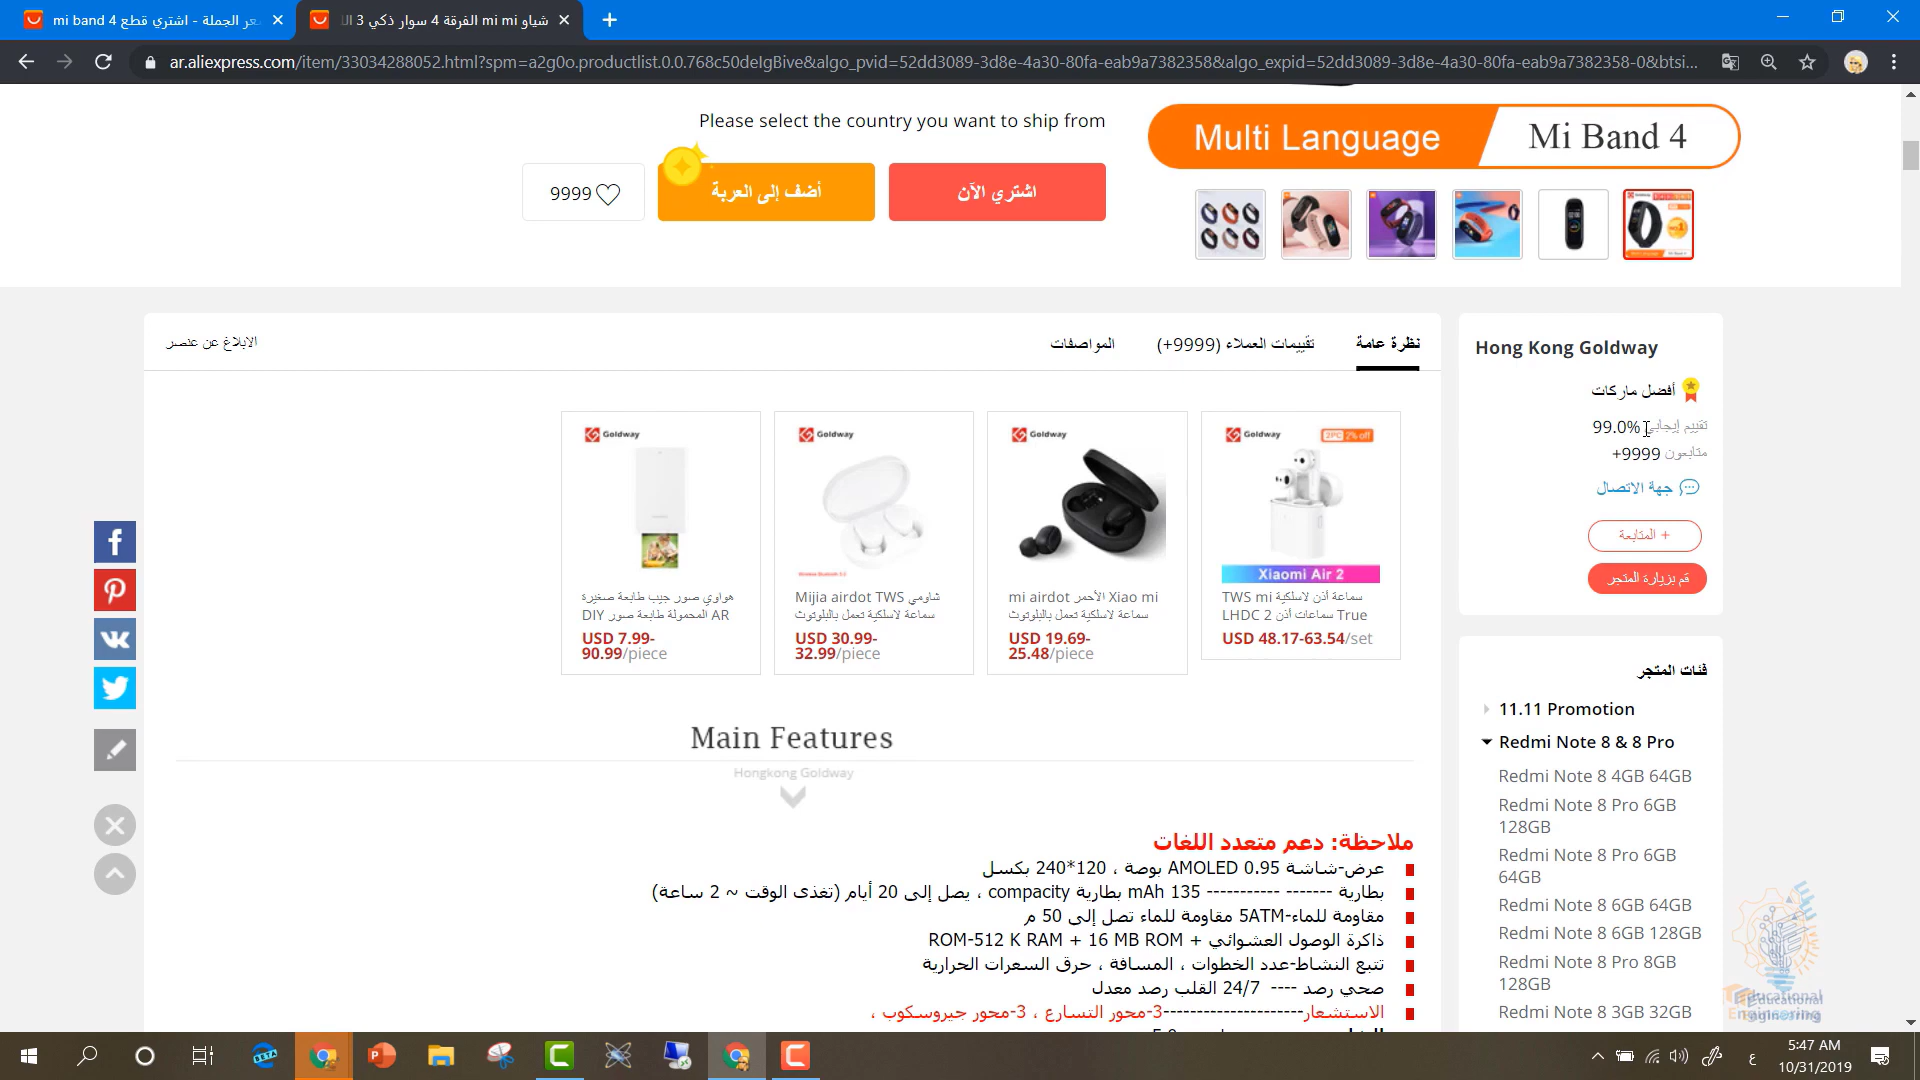 mi band 4 اشتري قطع - عر الجملة
شياو mi mi الفرقة 4 سوار ذكي 3 ال
ar.aliexpress.com/item/33034288052.html?spm=a2g0o.productlist.0.0.768c50deIgBive&algo_pvid=52dd3089-3d8e-4a30-80fa-eab9a7382358&algo_expid=52dd3089-3d8e-4a30-80fa-eab9a7382358-0&btsi...
Please select the country you want to ship from
Multi Language
Mi Band 4
اشتري الآن
أضف إلى العربة
9999
نظرة عامة
تقييمات العملاء (9999+)
المواصفات
الابلاغ عن عنصر
Hong Kong Goldway
أفضل ماركات
تقييم إيجابي 99.0%
متابعون 9999+
جهة الاتصال
+ المتابعة
قم بزيارة المتجر
Goldway
2PC 2% off
Xiaomi Air 2
سماعة أذن لاسلكية TWS mi
True سماعات أذن 2 LHDC
USD 48.17-63.54/set
Goldway
mi airdot الأحمر Xiao mi
سماعة لاسلكية تعمل بالبلوتوث
USD 19.69-
25.48/piece
Goldway
شاومي Mijia airdot TWS
سماعة لاسلكية تعمل بالبلوتوث
USD 30.99-
32.99/piece
Goldway
هواوي صور جيب طابعة صغيرة
AR المحمولة طابعة صور DIY
USD 7.99-
90.99/piece
Main Features
Hongkong Goldway
ملاحظة: دعم متعدد اللغات
عرض-شاشة AMOLED 0.95 بوصة ، 120*240 بكسل
بطارية ------- ----------- 135 mAh بطارية compacity ، يصل إلى 20 أيام (تغذى الوقت ~ 2 ساعة)
مقاومة للماء-5ATM مقاومة للماء تصل إلى 50 م
ذاكرة الوصول العشوائي + ROM-512 K RAM + 16 MB ROM
تتبع النشاط-عدد الخطوات ، المسافة ، حرق السعرات الحرارية
صحي رصد ---- 24/7 القلب رصد معدل
الاستشعار---------------------3-محور التسارع ، 3-محور جيروسكوب ،
فئات المتجر
11.11 Promotion
Redmi Note 8 & 8 Pro
Redmi Note 8 4GB 64GB
Redmi Note 8 Pro 6GB
128GB
Redmi Note 8 Pro 6GB
64GB
Redmi Note 8 6GB 64GB
Redmi Note 8 6GB 128GB
Redmi Note 8 Pro 8GB
128GB
Redmi Note 8 3GB 32GB
Educational
Engineering
BETA
ع
5:47 AM
10/31/2019